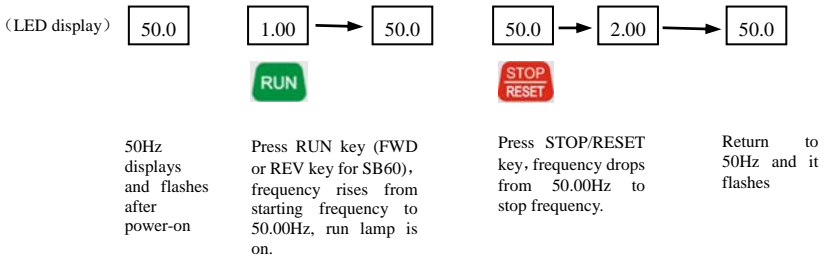 （LED display） 50.0 1.00 50.0 50.0 2.00 50.0
RUN
STOP
RESET
50Hz
displays
and flashes
after
power-on
Press RUN key (FWD
or REV key for SB60)，
frequency rises from
starting frequency to
50.00Hz, run lamp is
on.
Press STOP/RESET
key，frequency drops
from 50.00Hz to
stop frequency.
Return to
50Hz and it
flashes